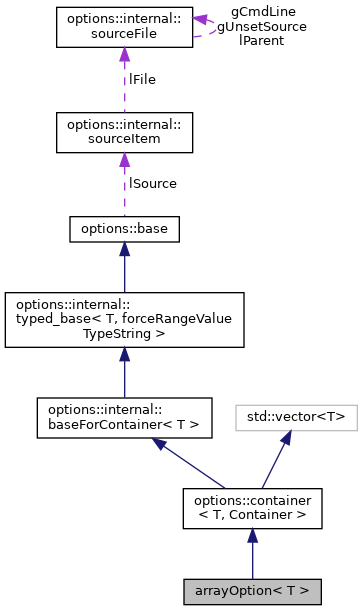 options::internal::
sourceFile
gCmdLine
gUnsetSource
lParent
lFile
options::internal::
sourceItem
lSource
options::base
options::internal::
typed_base< T, forceRangeValue
TypeString >
options::internal::
baseForContainer< T >
std::vector<T>
options::container
< T, Container >
arrayOption< T >